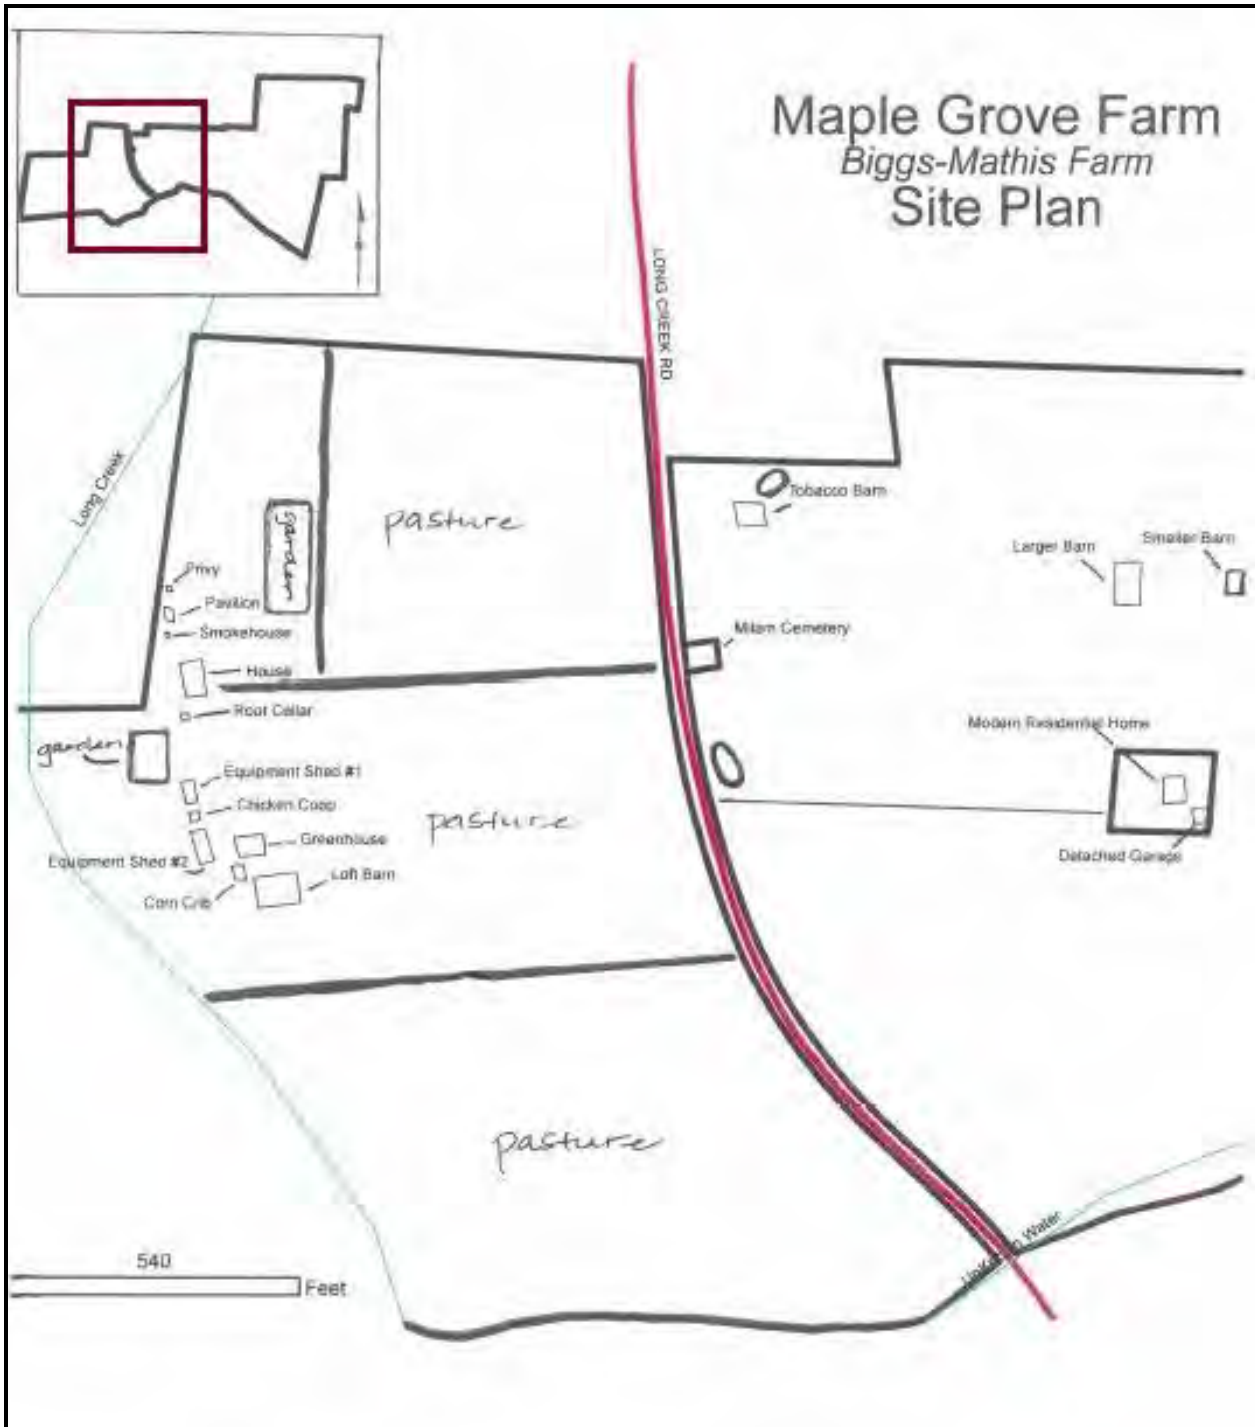 Maple Grove Farm
Biggs-Mathis Farm
Site Plan
LONG CREEK RD
Long Creek
Tobacco Barn
garden
pasture
Larger Barn
Smaller Barn
Privy
Pavilion
Smokehouse
Milam Cemetery
House
Root Cellar
Modern Residential Home
garden
Equipment Shed #1
Chicken Coop
pasture
Greenhouse
Equipment Shed #2
Loft Barn
Corn Crib
Detached Garage
pasture
Water
540
Feet